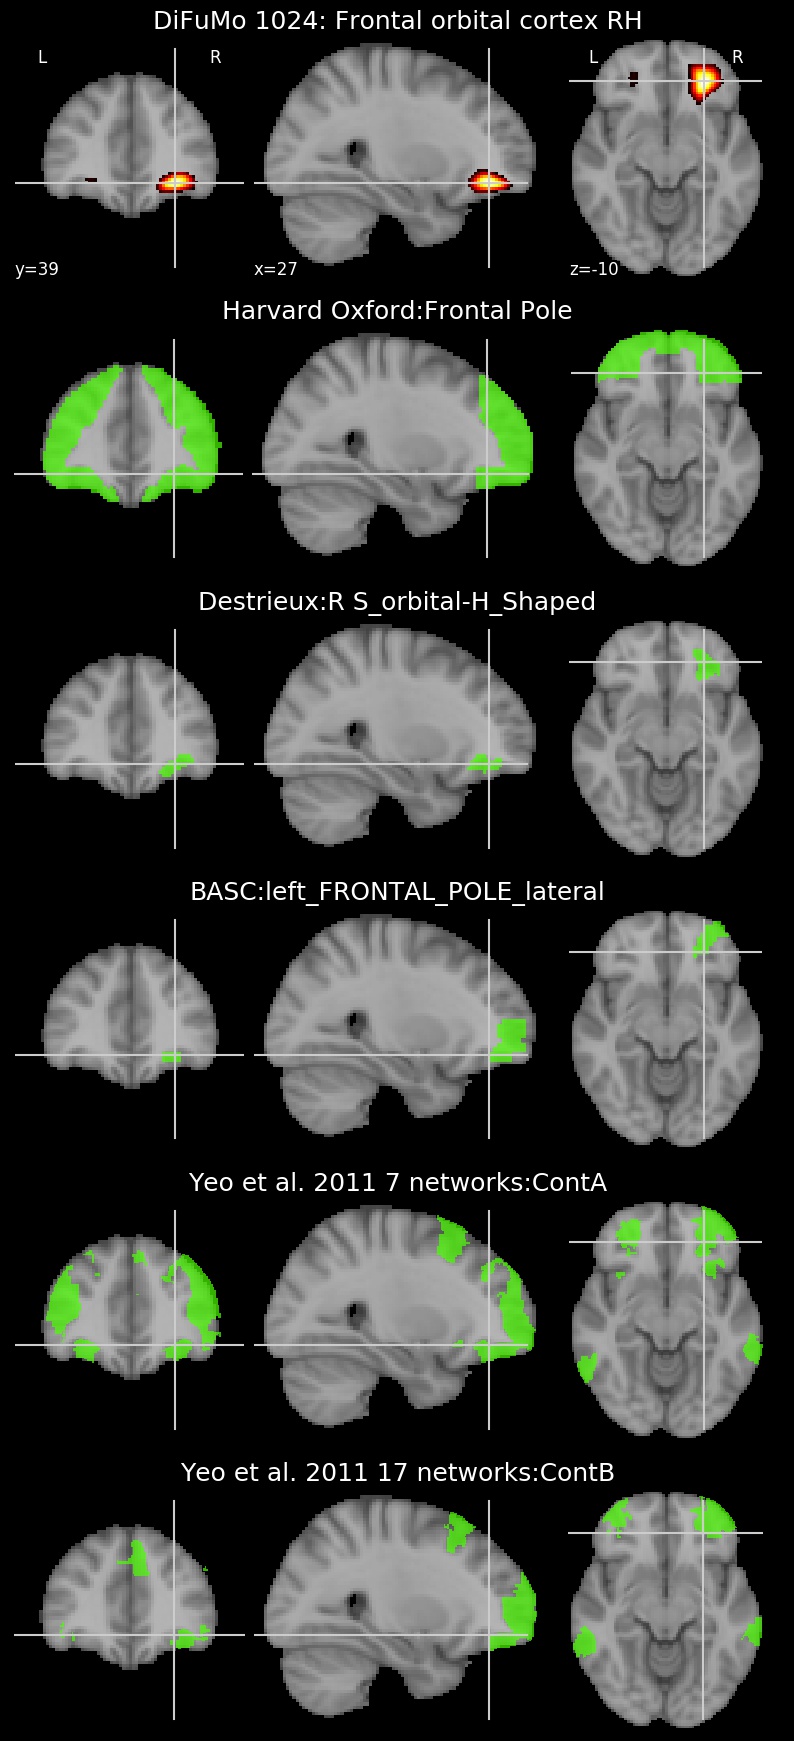 DiFuMo 1024: Frontal orbital cortex RH
L R L R
y=39 x=27 z=-10
Harvard Oxford:Frontal Pole
Destrieux:R S_orbital-H_Shaped
BASC:left_FRONTAL_POLE_lateral
Yeo et al. 2011 7 networks:ContA
Yeo et al. 2011 17 networks:ContB